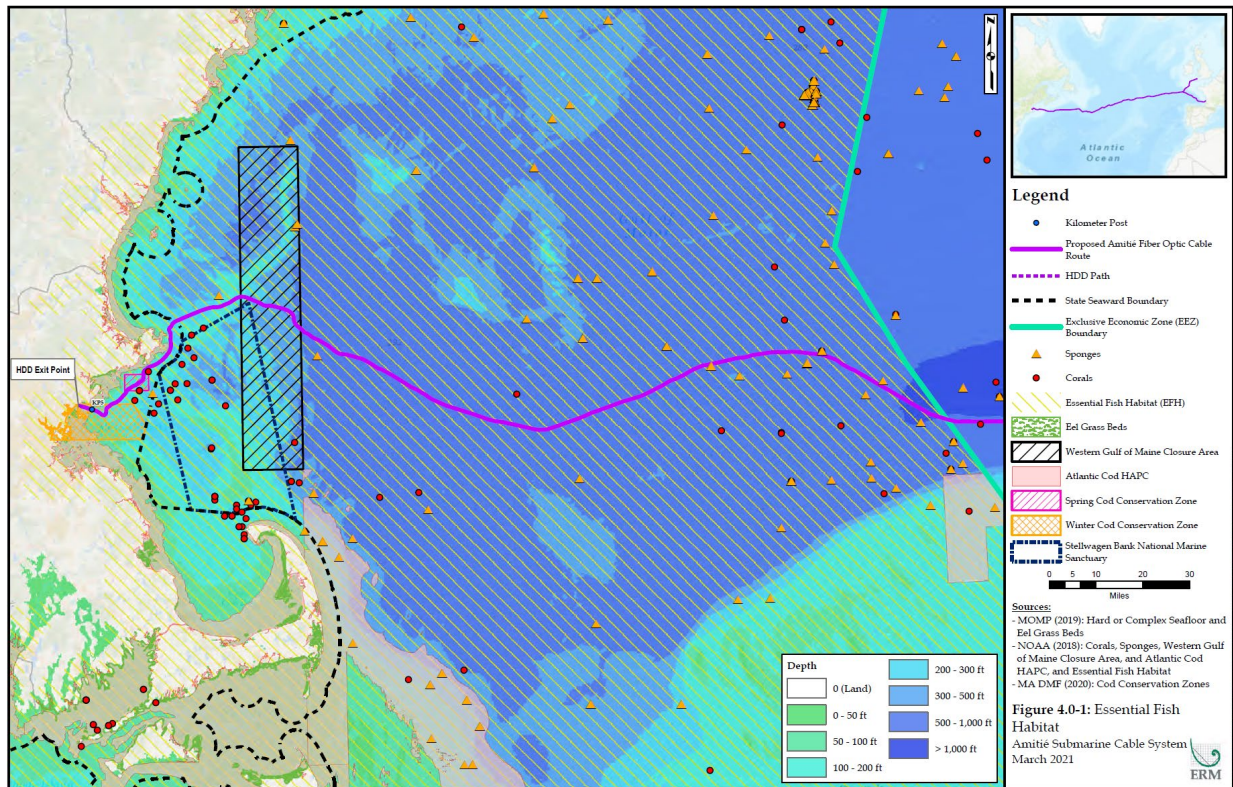 HDD Exit Point
KP5
Gulf of
Maine
N
Atlantic
Ocean
Legend
Kilometer Post
Proposed Amitié Fiber Optic Cable
Route
HDD Path
State Seaward Boundary
Exclusive Economic Zone (EEZ)
Boundary
Sponges
Corals
Essential Fish Habitat (EFH)
Eel Grass Beds
Western Gulf of Maine Closure Area
Atlantic Cod HAPC
Spring Cod Conservation Zone
Winter Cod Conservation Zone
Stellwagen Bank National Marine
Sanctuary
0 5 10 20 30
Miles
Sources:
- MOMP (2019): Hard or Complex Seafloor and
Eel Grass Beds
- NOAA (2018): Corals, Sponges, Western Gulf
of Maine Closure Area, and Atlantic Cod
HAPC, and Essential Fish Habitat
- MA DMF (2020): Cod Conservation Zones
Figure 4.0-1: Essential Fish
Habitat
Amitié Submarine Cable System
March 2021
ERM
Depth
0 (Land)
0 - 50 ft
50 - 100 ft
100 - 200 ft
200 - 300 ft
300 - 500 ft
500 - 1,000 ft
> 1,000 ft